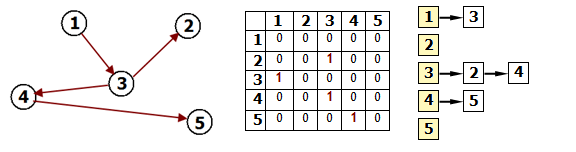 1
2
3
4
5
1 2 3 4 5
1 0 0 0 0 0
2 0 0 1 0 0
3 1 0 0 0 0
4 0 0 1 0 0
5 0 0 0 1 0
1 3
2
3 2 4
4 5
5